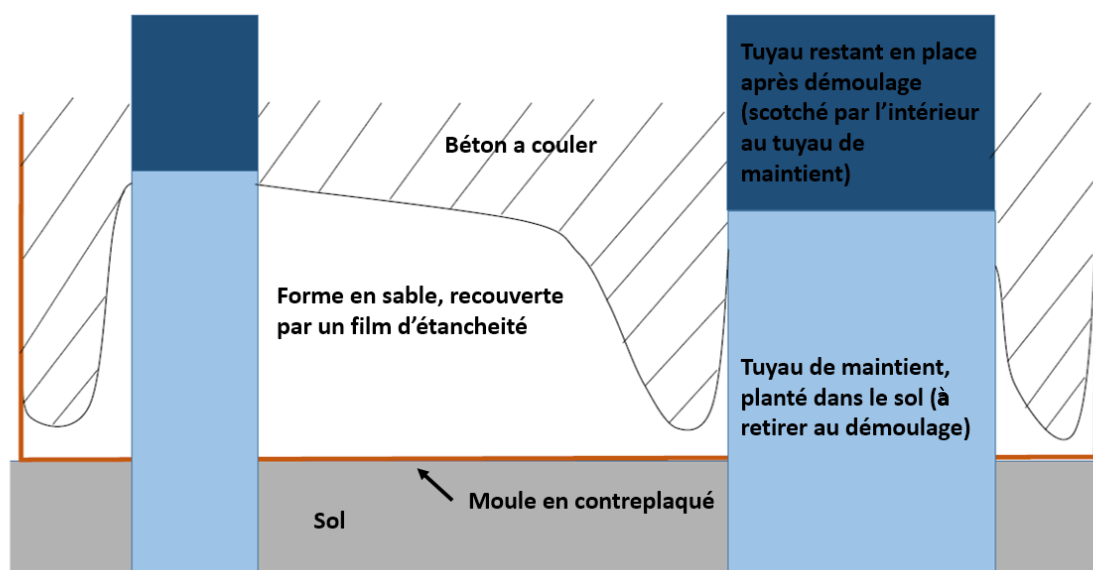 Tuyau restant en place
après démoulage
(scotché par l’intérieur
au tuyau de
maintient)
Béton a couler
Forme en sable, recouverte
par un film d’étancheité
Tuyau de maintient,
planté dans le sol (à
retirer au démoulage)
Moule en contreplaqué
Sol